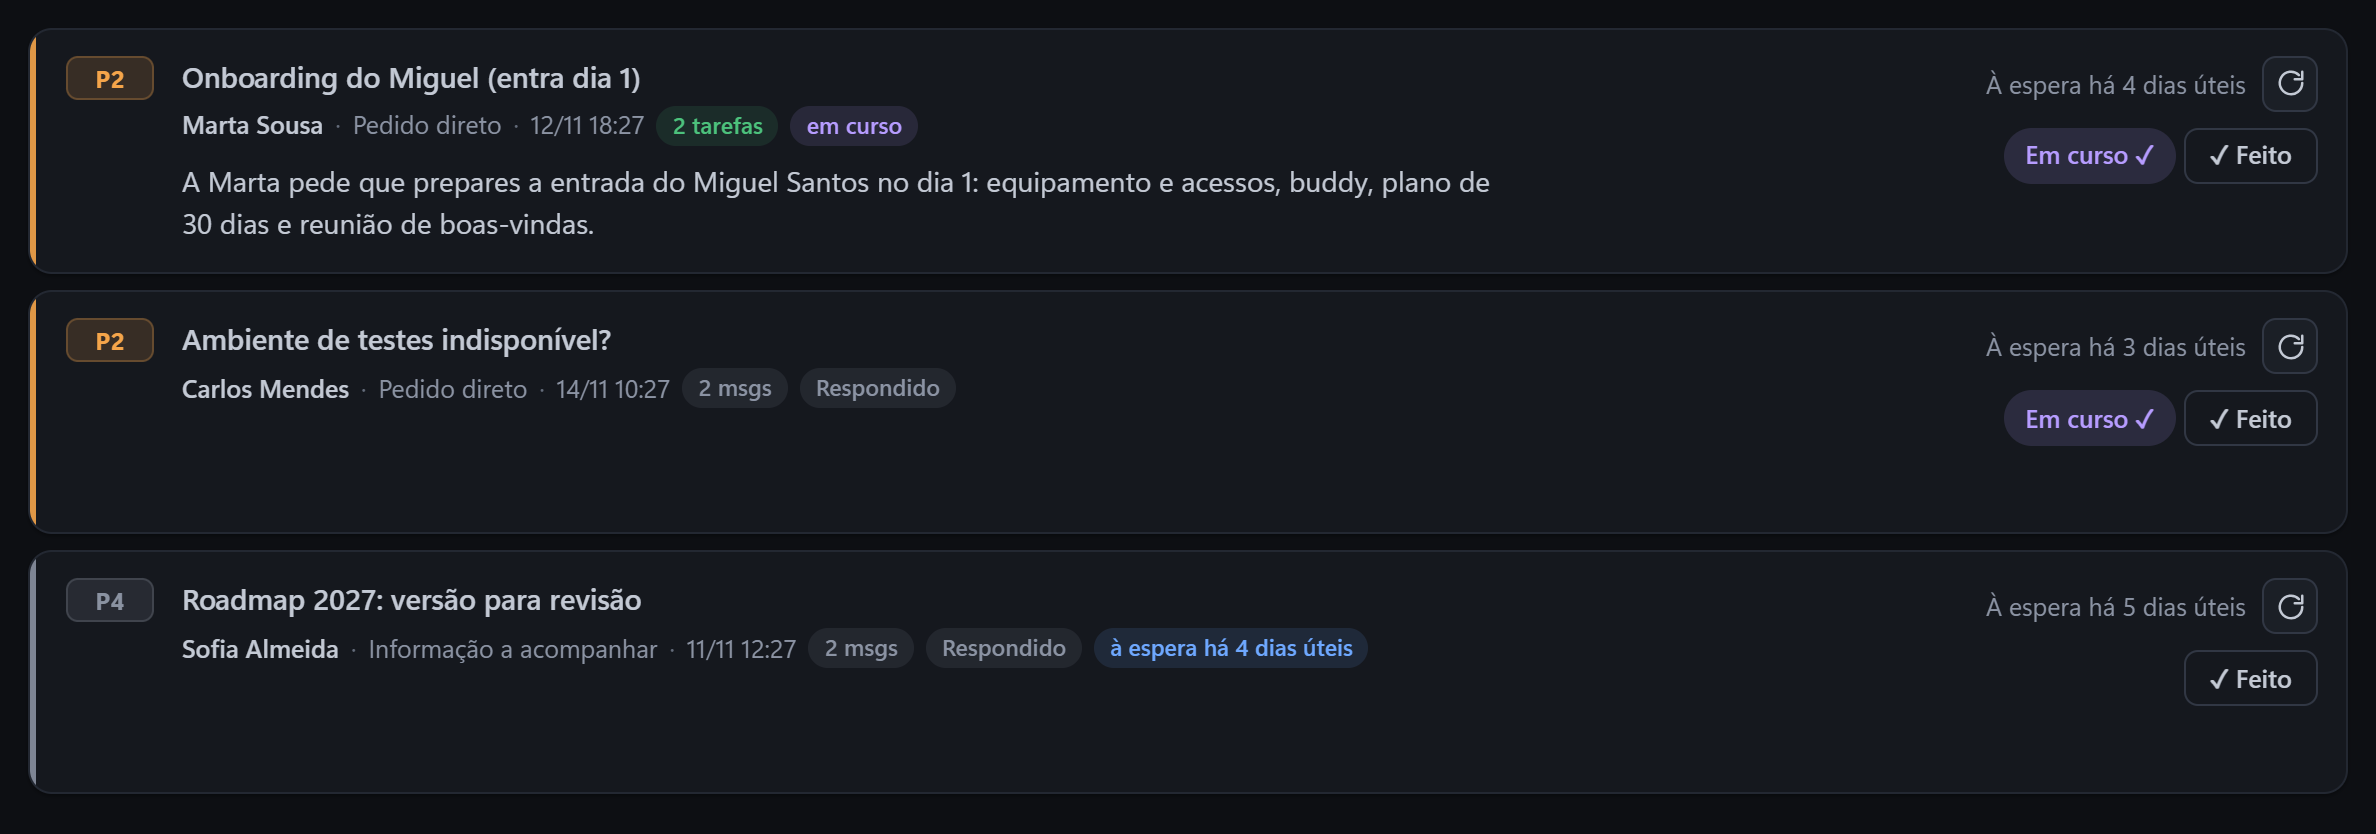 P2 Onboarding do Miguel (entra dia 1) À espera há 4 dias úteis
Marta Sousa · Pedido direto · 12/11 18:27 2 tarefas em curso
Em curso ✓ ✓ Feito
A Marta pede que prepares a entrada do Miguel Santos no dia 1: equipamento e acessos, buddy, plano de
30 dias e reunião de boas-vindas.
P2 Ambiente de testes indisponível? À espera há 3 dias úteis
Carlos Mendes · Pedido direto · 14/11 10:27 2 msgs Respondido
Em curso ✓ ✓ Feito
P4 Roadmap 2027: versão para revisão À espera há 5 dias úteis
Sofia Almeida · Informação a acompanhar · 11/11 12:27 2 msgs Respondido à espera há 4 dias úteis
✓ Feito